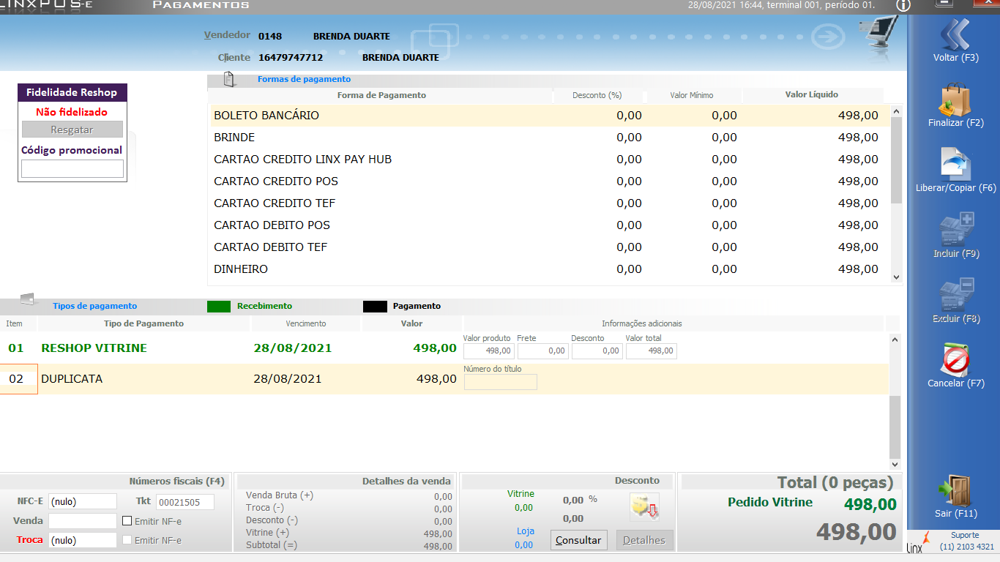 LINXPOS-E Pagamentos 28/08/2021 16:44, terminal 001, período 01.
Vendedor 0148 BRENDA DUARTE
Cliente 16479747712 BRENDA DUARTE
Fidelidade Reshop
Não fidelizado
Resgatar
Código promocional
Formas de pagamento
Forma de Pagamento Desconto (%) Valor Mínimo Valor Líquido
BOLETO BANCÁRIO 0,00 0,00 498,00
BRINDE 0,00 0,00 498,00
CARTAO CREDITO LINX PAY HUB 0,00 0,00 498,00
CARTAO CREDITO POS 0,00 0,00 498,00
CARTAO CREDITO TEF 0,00 0,00 498,00
CARTAO DEBITO POS 0,00 0,00 498,00
CARTAO DEBITO TEF 0,00 0,00 498,00
DINHEIRO 0,00 0,00 498,00
Tipos de pagamento Recebimento Pagamento
Item Tipo de Pagamento Vencimento Valor Informações adicionais
Valor produto Frete Desconto Valor total
01 RESHOP VITRINE 28/08/2021 498,00 498,00 0,00 0,00 498,00
Número do título
02 DUPLICATA 28/08/2021 498,00
Números fiscais (F4)
NFC-E (nulo) Tkt 00021505
Venda Emitir NF-e
Troca (nulo) Emitir NF-e
Detalhes da venda
Venda Bruta (+) 0,00
Troca (-) 0,00
Desconto (-) 0,00
Vitrine (+) 498,00
Subtotal (=) 498,00
Desconto
Vitrine 0,00 %
0,00 0,00
Loja
0,00
Consultar Detalhes
Total (0 peças)
Pedido Vitrine 498,00
498,00
Voltar (F3)
Finalizar (F2)
Liberar/Copiar (F6)
Incluir (F9)
Excluir (F8)
Cancelar (F7)
Sair (F11)
linx Suporte
(11) 2103 4321